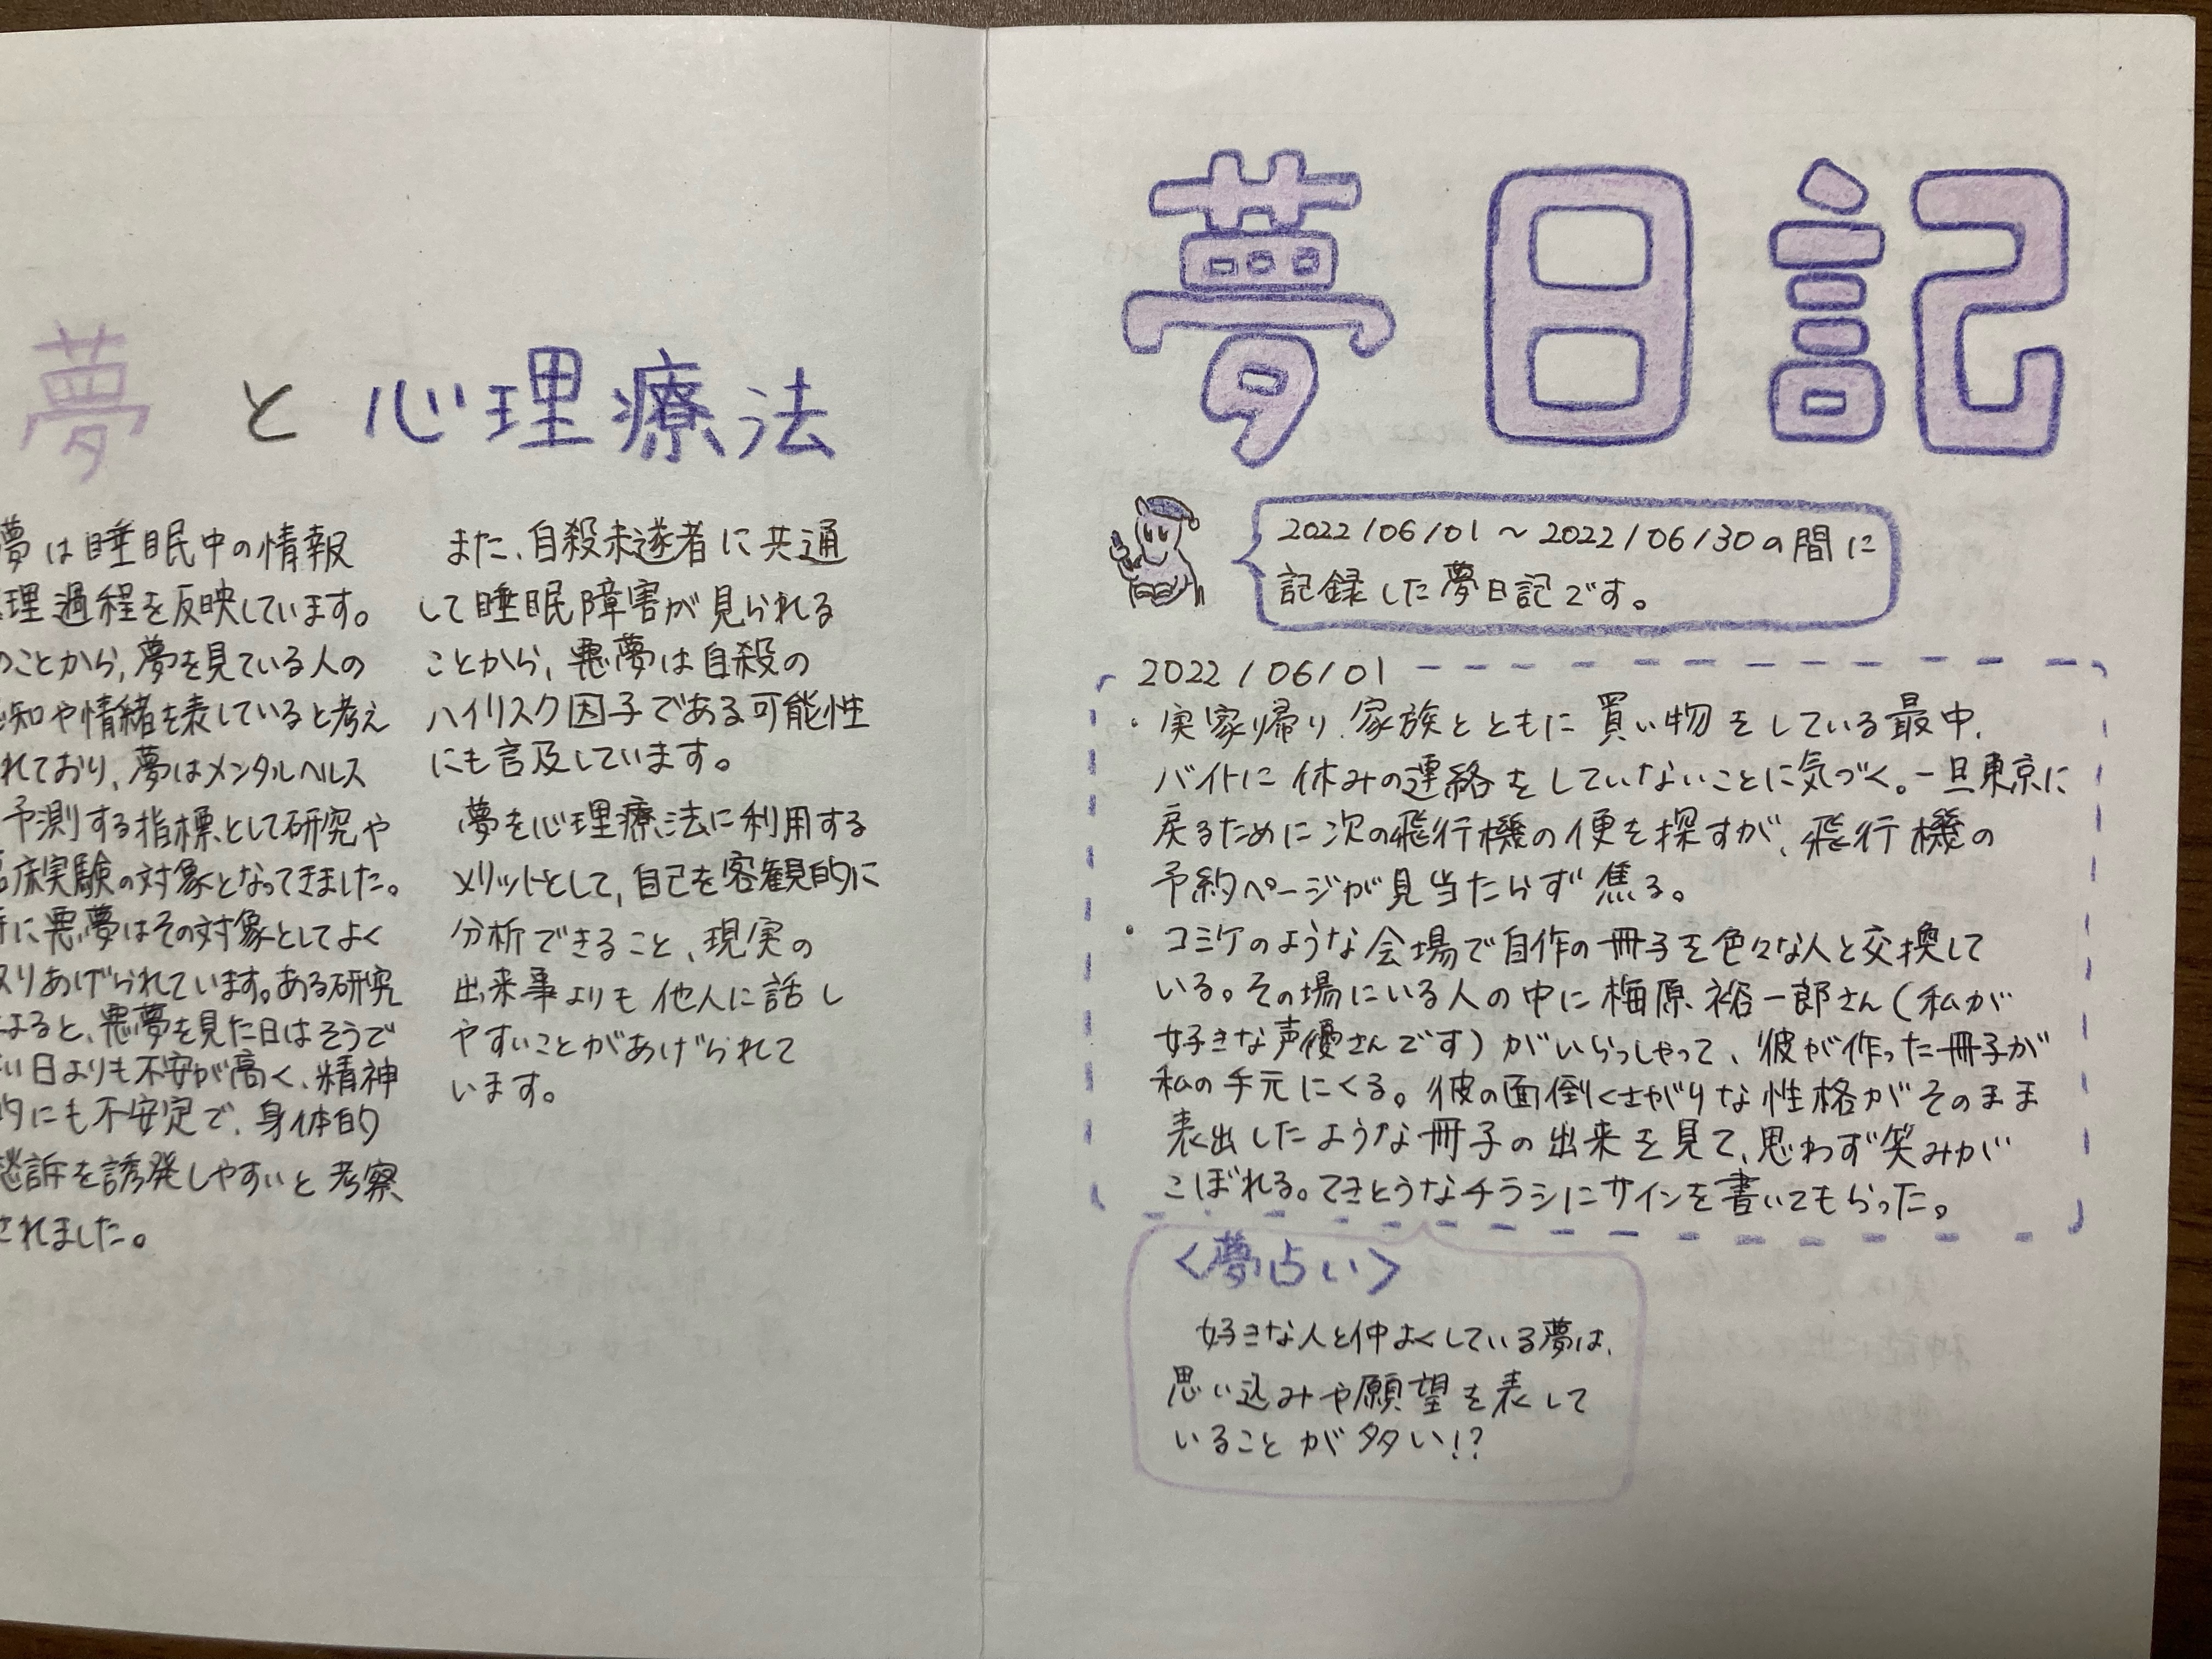 夢と心理療法
夢は睡眠中の情報
理過程を反映しています。
のことから,夢を見ている人の
知や情緒を表していると考え
れており,夢はメンタルヘルス
予測する指標として研究や
床実験の対象となってきました。
に悪夢はその対象としてよく
りあげられています。ある研究
よると、悪夢を見た日はそうで
い日よりも不安が高く、精神
的にも不安定で、身体的
愁訴を誘発しやすいと考察
されました。
また、自殺未遂者に共通
して睡眠障害が見られる
ことから、悪夢は自殺の
ハイリスク因子である可能性
にも言及しています。
夢を心理療法に利用する
メリットとして,自己を客観的に
分析できること、現実の
出来事よりも他人に話し
やすいことがあげられて
います。
夢日記
2022/06/01~2022/06/30の間に
記録した夢日記です。
2022/06/01
・実家帰り、家族とともに買い物をしている最中、
バイトに休みの連絡をしていないことに気づく。一旦東京に
戻るために次の飛行機の便を探すが、飛行機の
予約ページが見当たらず焦る。
・コミケのような会場で自作の冊子を色々な人と交換して
いる。その場にいる人の中に梅原裕一郎さん(私が
好きな声優さんです)がいらっしゃって、彼が作った冊子が
私の手元にくる。彼の面倒くさがりな性格がそのまま
表出したような冊子の出来を見て、思わず笑みが
こぼれる。てきとうなチラシにサインを書いてもらった。
<夢占い>
好きな人と仲よくしている夢は、
思い込みや願望を表して
いることが多い!?